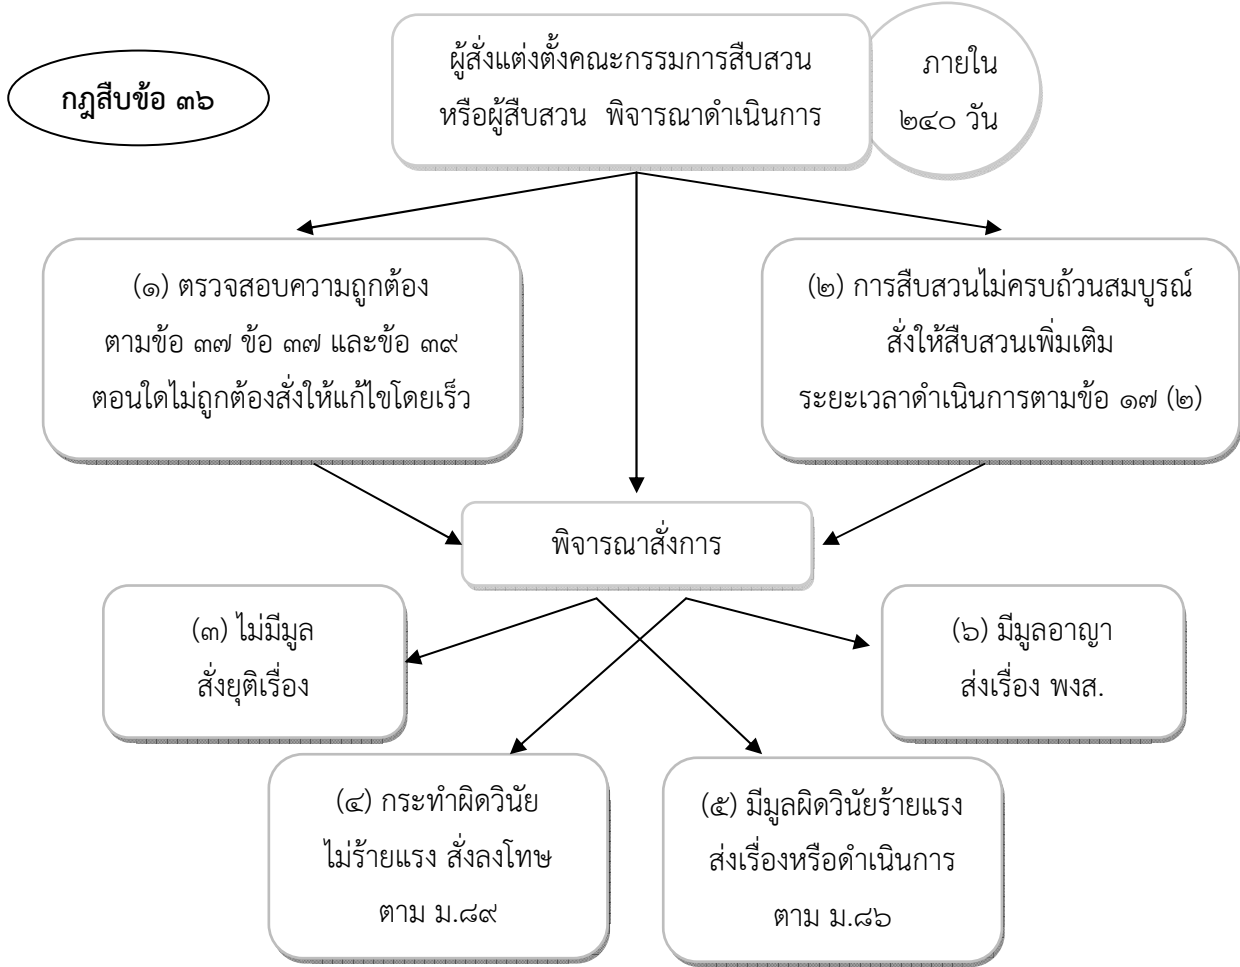 กฎสืบข้อ ๓๖
ผู้สั่งแต่งตั้งคณะกรรมการสืบสวน
หรือผู้สืบสวน พิจารณาดำเนินการ
ภายใน
๒๔๐ วัน
(๑) ตรวจสอบความถูกต้อง
ตามข้อ ๓๗ ข้อ ๓๗ และข้อ ๓๙
ตอนใดไม่ถูกต้องสั่งให้แก้ไขโดยเร็ว
(๒) การสืบสวนไม่ครบถ้วนสมบูรณ์
สั่งให้สืบสวนเพิ่มเติม
ระยะเวลาดำเนินการตามข้อ ๑๗ (๒)
พิจารณาสั่งการ
(๓) ไม่มีมูล
สั่งยุติเรื่อง
(๖) มีมูลอาญา
ส่งเรื่อง พงส.
(๔) กระทำผิดวินัย
ไม่ร้ายแรง สั่งลงโทษ
ตาม ม.๘๙
(๕) มีมูลผิดวินัยร้ายแรง
ส่งเรื่องหรือดำเนินการ
ตาม ม.๘๖